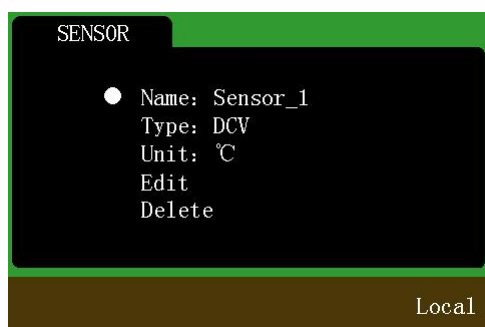 SENSOR
Name: Sensor_1
Type: DCV
Unit: ℃
Edit
Delete
Local